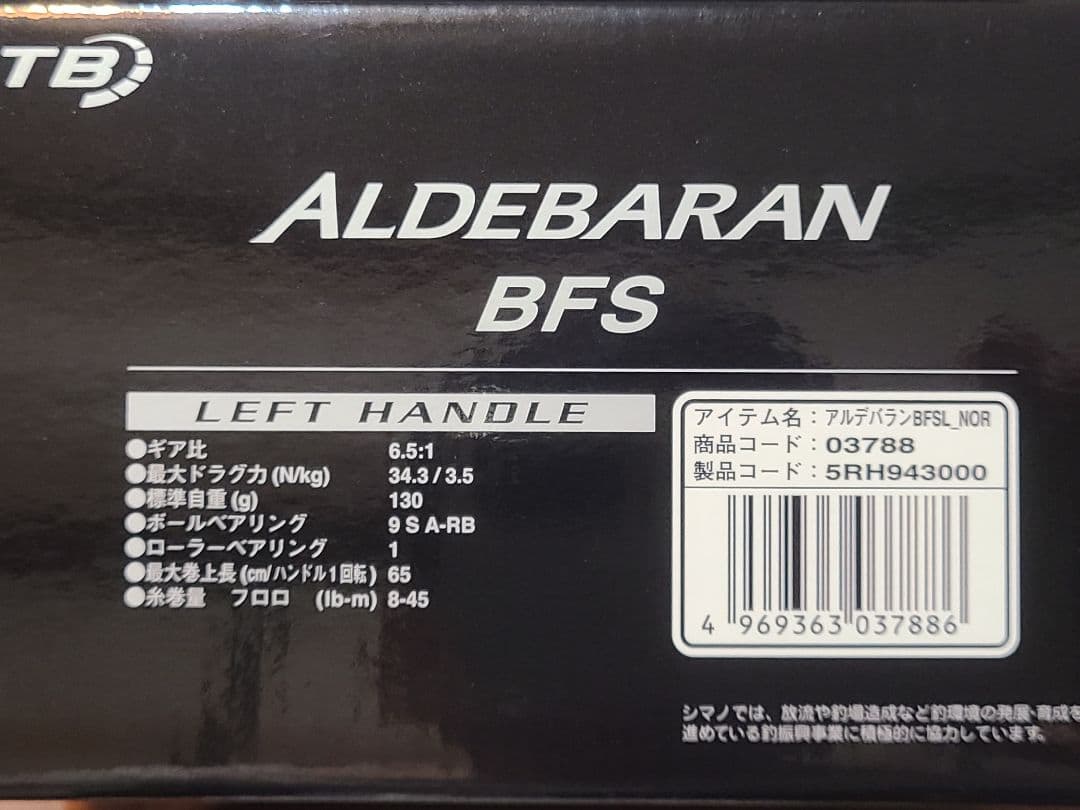 TB
ALDEBARAN
BFS
LEFT HANDLE
●ギア比 6.5:1
●最大ドラグ力(N/kg) 34.3/3.5
●標準自重(g) 130
●ボールベアリング 9 S A-RB
●ローラーベアリング 1
●最大巻上長(cm/ハンドル1回転) 65
●糸巻量 フロロ (lb-m) 8-45
アイテム名：アルデバランBFSL_NOR
商品コード：03788
製品コード：5RH943000
4 969363 037886
シマノでは、放流や釣場造成など釣環境の発展・育成を
進めている釣振興事業に積極的に協力しています。